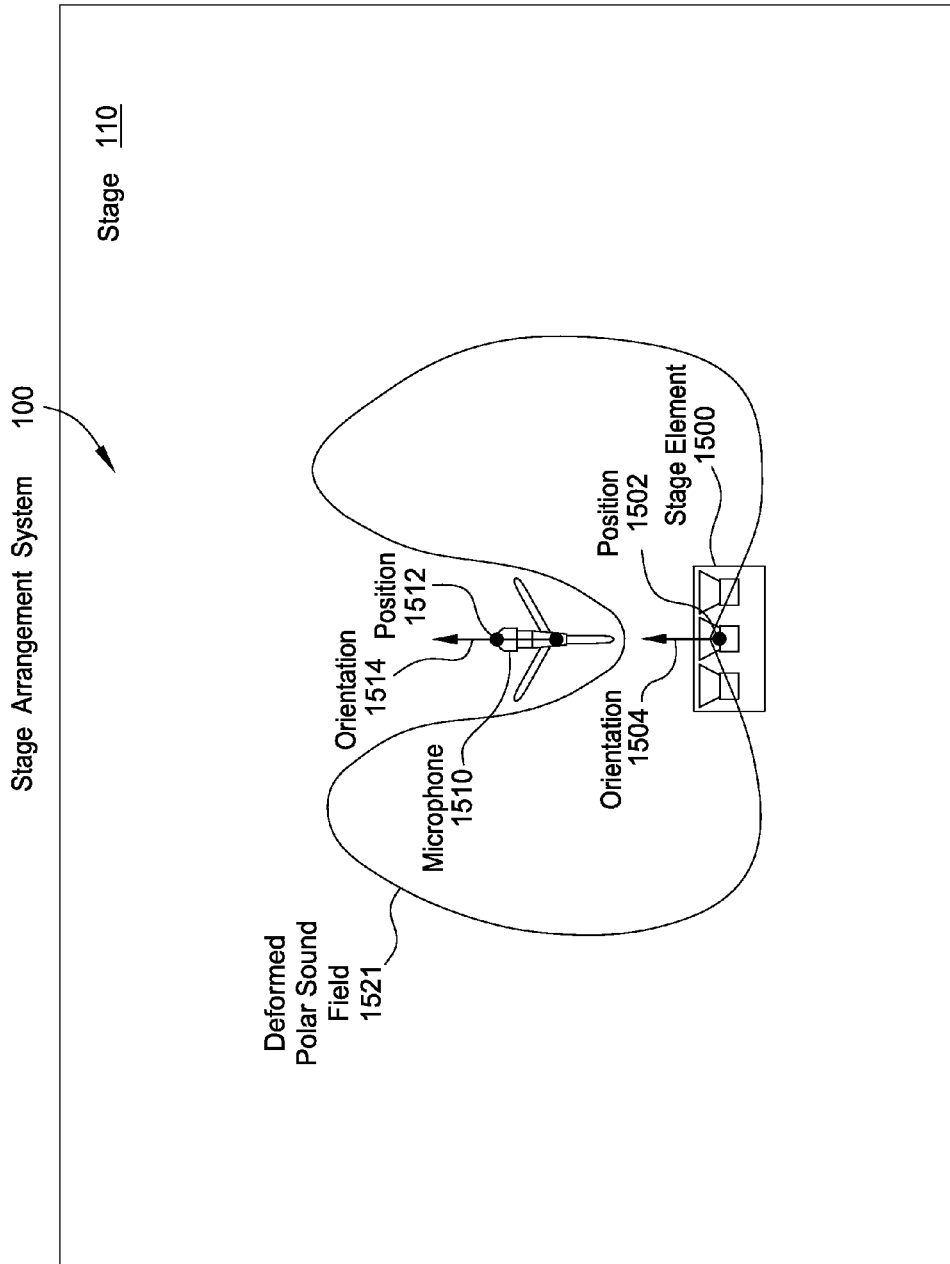 Stage Arrangement System 100
Stage 110
Deformed
Polar Sound
Field
1521
Orientation
1514
Position
1512
Microphone
1510
Orientation
1504
Position
1502
Stage Element
1500